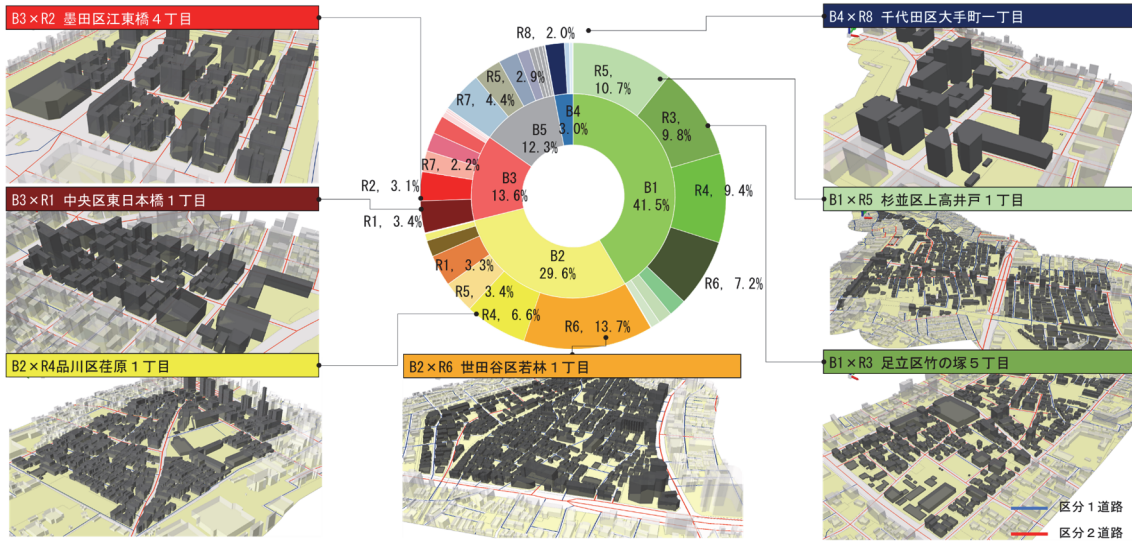 B3×R2 墨田区江東橋４丁目
B4×R8 千代田区大手町一丁目
R8, 2.0%
R5, 2.9%
R7, 4.4%
R5, 10.7%
R3, 9.8%
R4, 9.4%
R6, 7.2%
B4 3.0%
B5 12.3%
B3 13.6%
B1 41.5%
B2 29.6%
R7, 2.2%
R2, 3.1%
R1, 3.4%
R1, 3.3%
R5, 3.4%
R4, 6.6%
R6, 13.7%
B3×R1 中央区東日本橋１丁目
B1×R5 杉並区上高井戸１丁目
B2×R4品川区荏原１丁目
B2×R6 世田谷区若林１丁目
B1×R3 足立区竹の塚５丁目
区分１道路
区分２道路